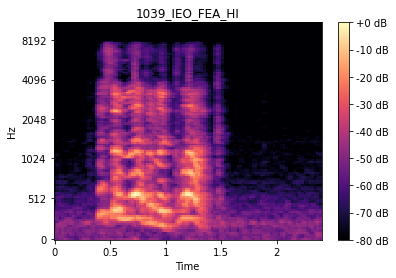 1039_IEO_FEA_HI
+0 dB
8192
-10 dB
4096
-20 dB
-30 dB
2048
Hz
-40 dB
1024
-50 dB
512
-60 dB
-70 dB
0
-80 dB
0
0.5
1
1.5
2
Time